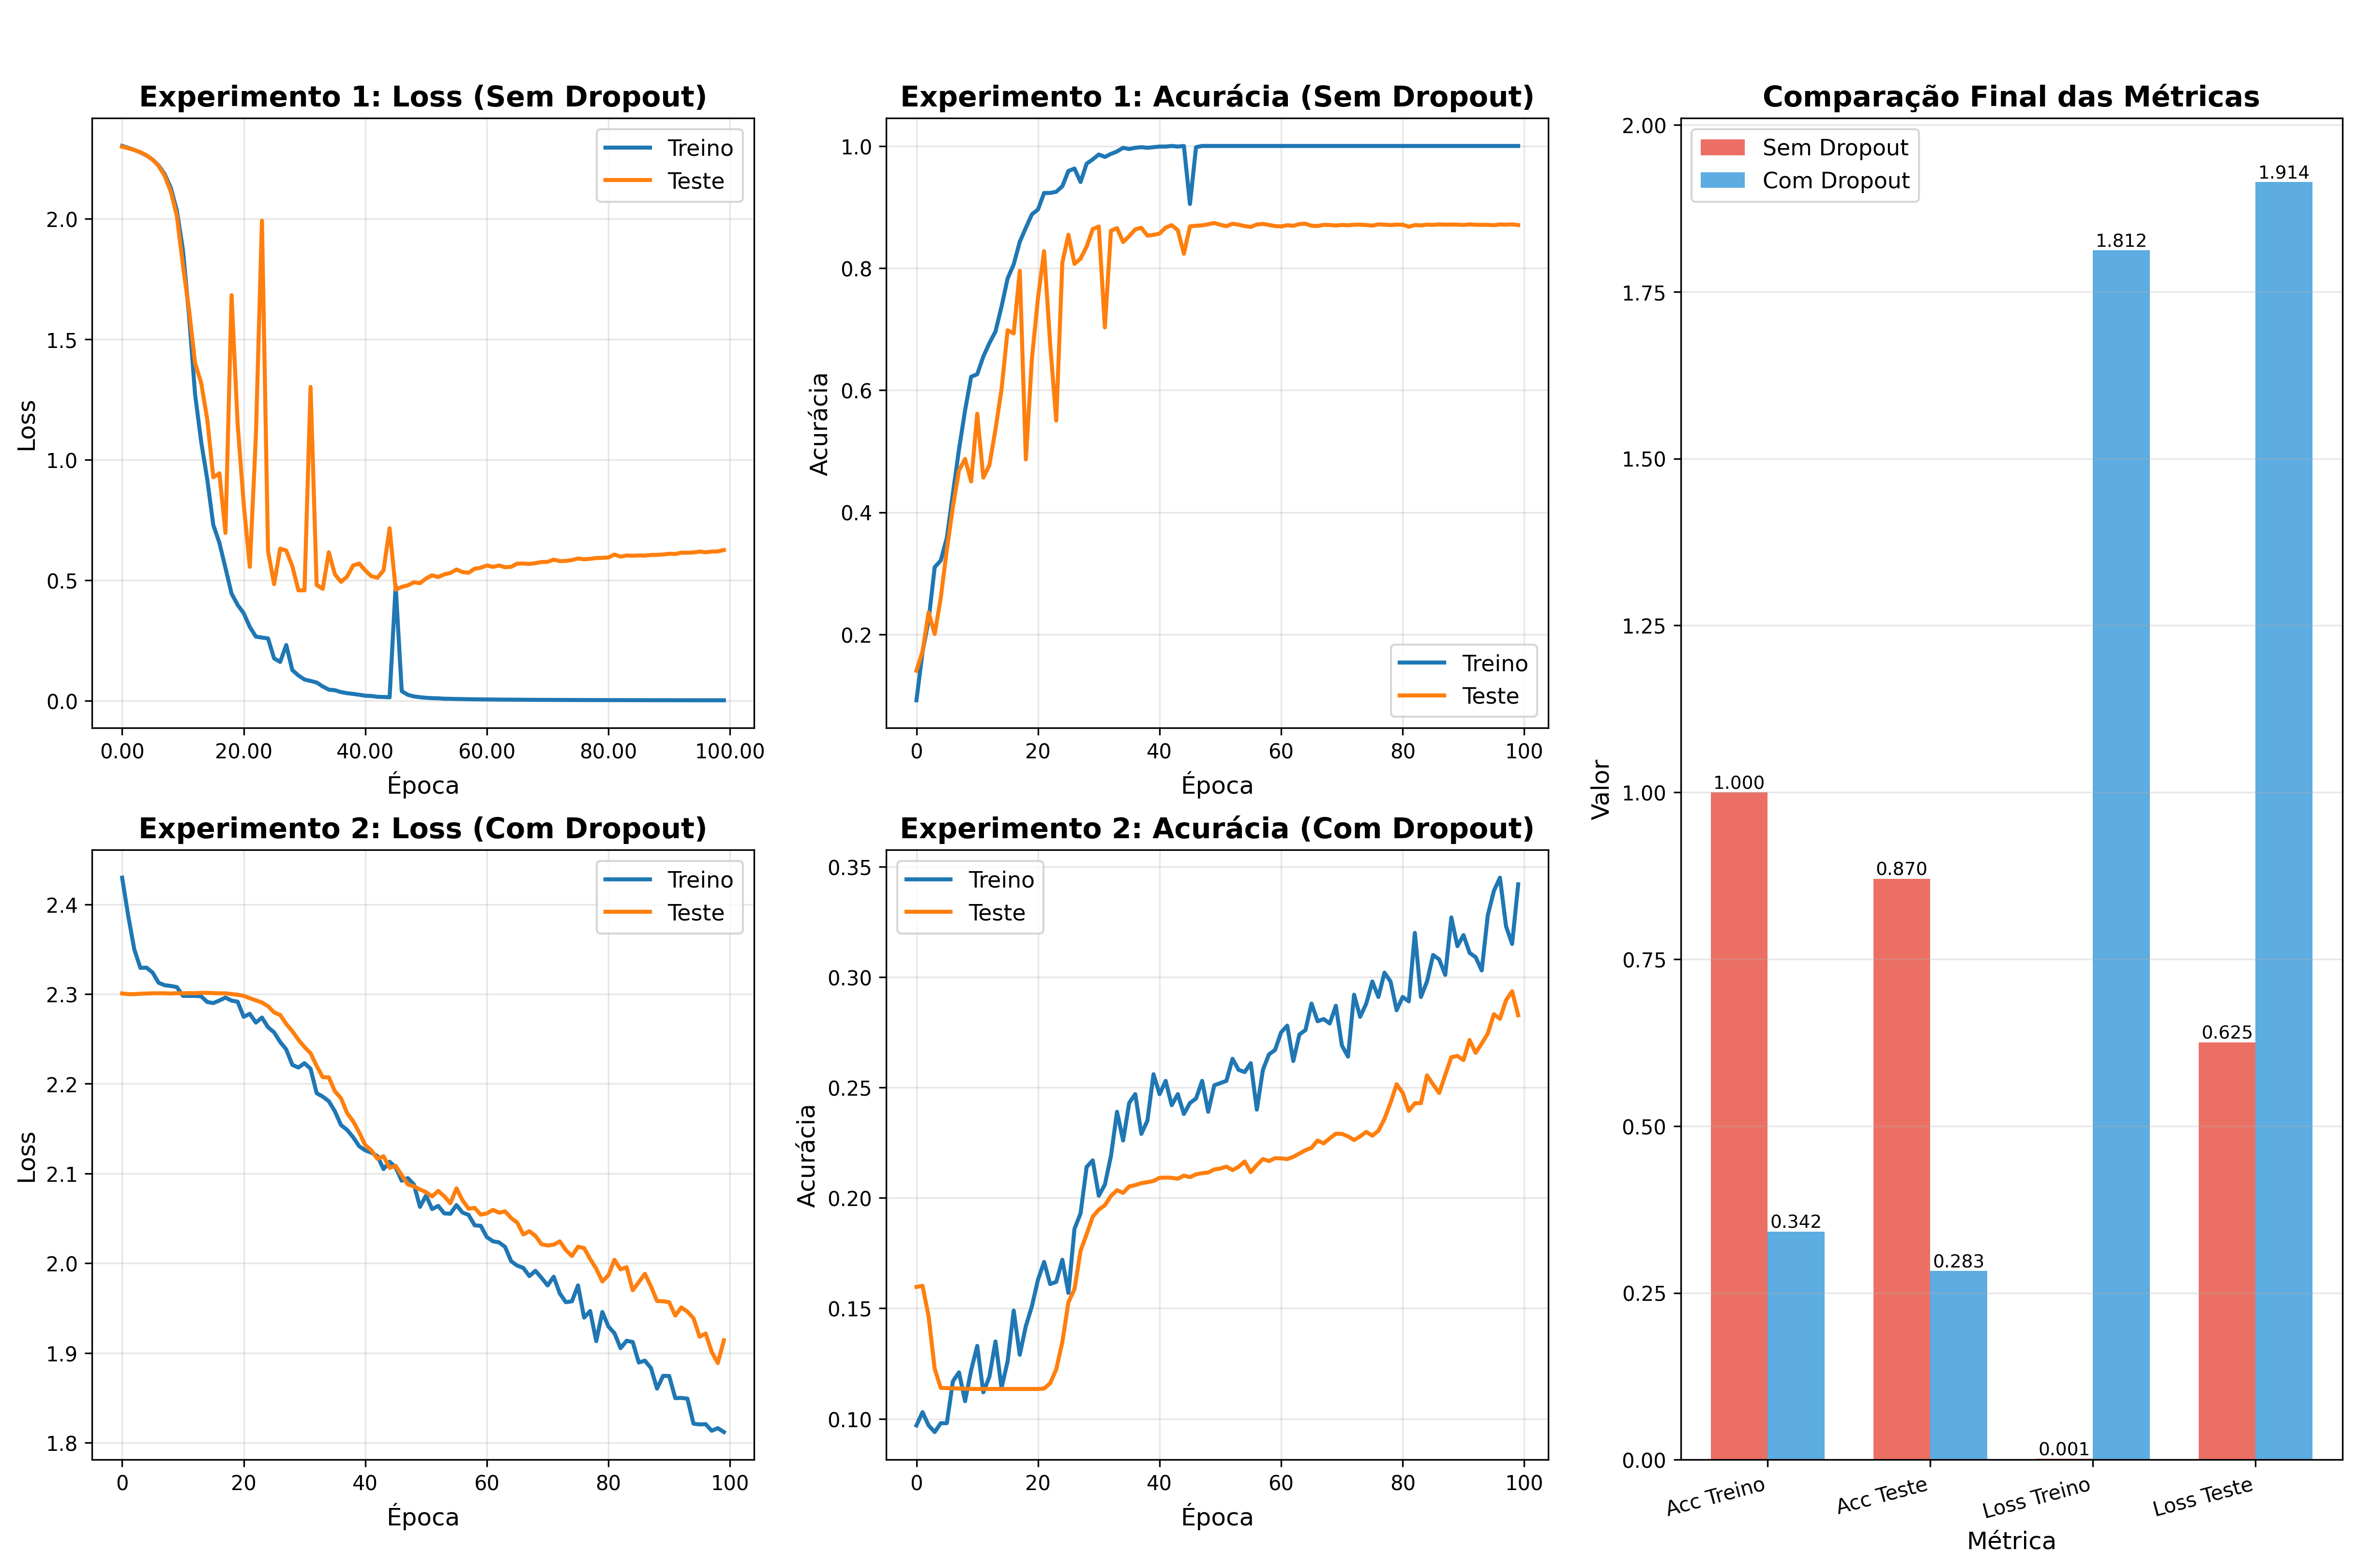 Experimento 1: Loss (Sem Dropout)
Treino
Teste
2.0
1.5
1.0
0.5
0.0
Loss
0.00 20.00 40.00 60.00 80.00 100.00
Época
Experimento 1: Acurácia (Sem Dropout)
1.0
0.8
0.6
0.4
0.2
Acurácia
Treino
Teste
0 20 40 60 80 100
Época
Experimento 2: Loss (Com Dropout)
Treino
Teste
2.4
2.3
2.2
2.1
2.0
1.9
1.8
Loss
0 20 40 60 80 100
Época
Experimento 2: Acurácia (Com Dropout)
Treino
Teste
0.35
0.30
0.25
0.20
0.15
0.10
Acurácia
0 20 40 60 80 100
Época
Comparação Final das Métricas
Sem Dropout
Com Dropout
2.00
1.75
1.50
1.25
1.00
0.75
0.50
0.25
0.00
Valor
1.000
0.342
0.870
0.283
0.001
1.812
0.625
1.914
Acc Treino
Acc Teste
Loss Treino
Loss Teste
Métrica